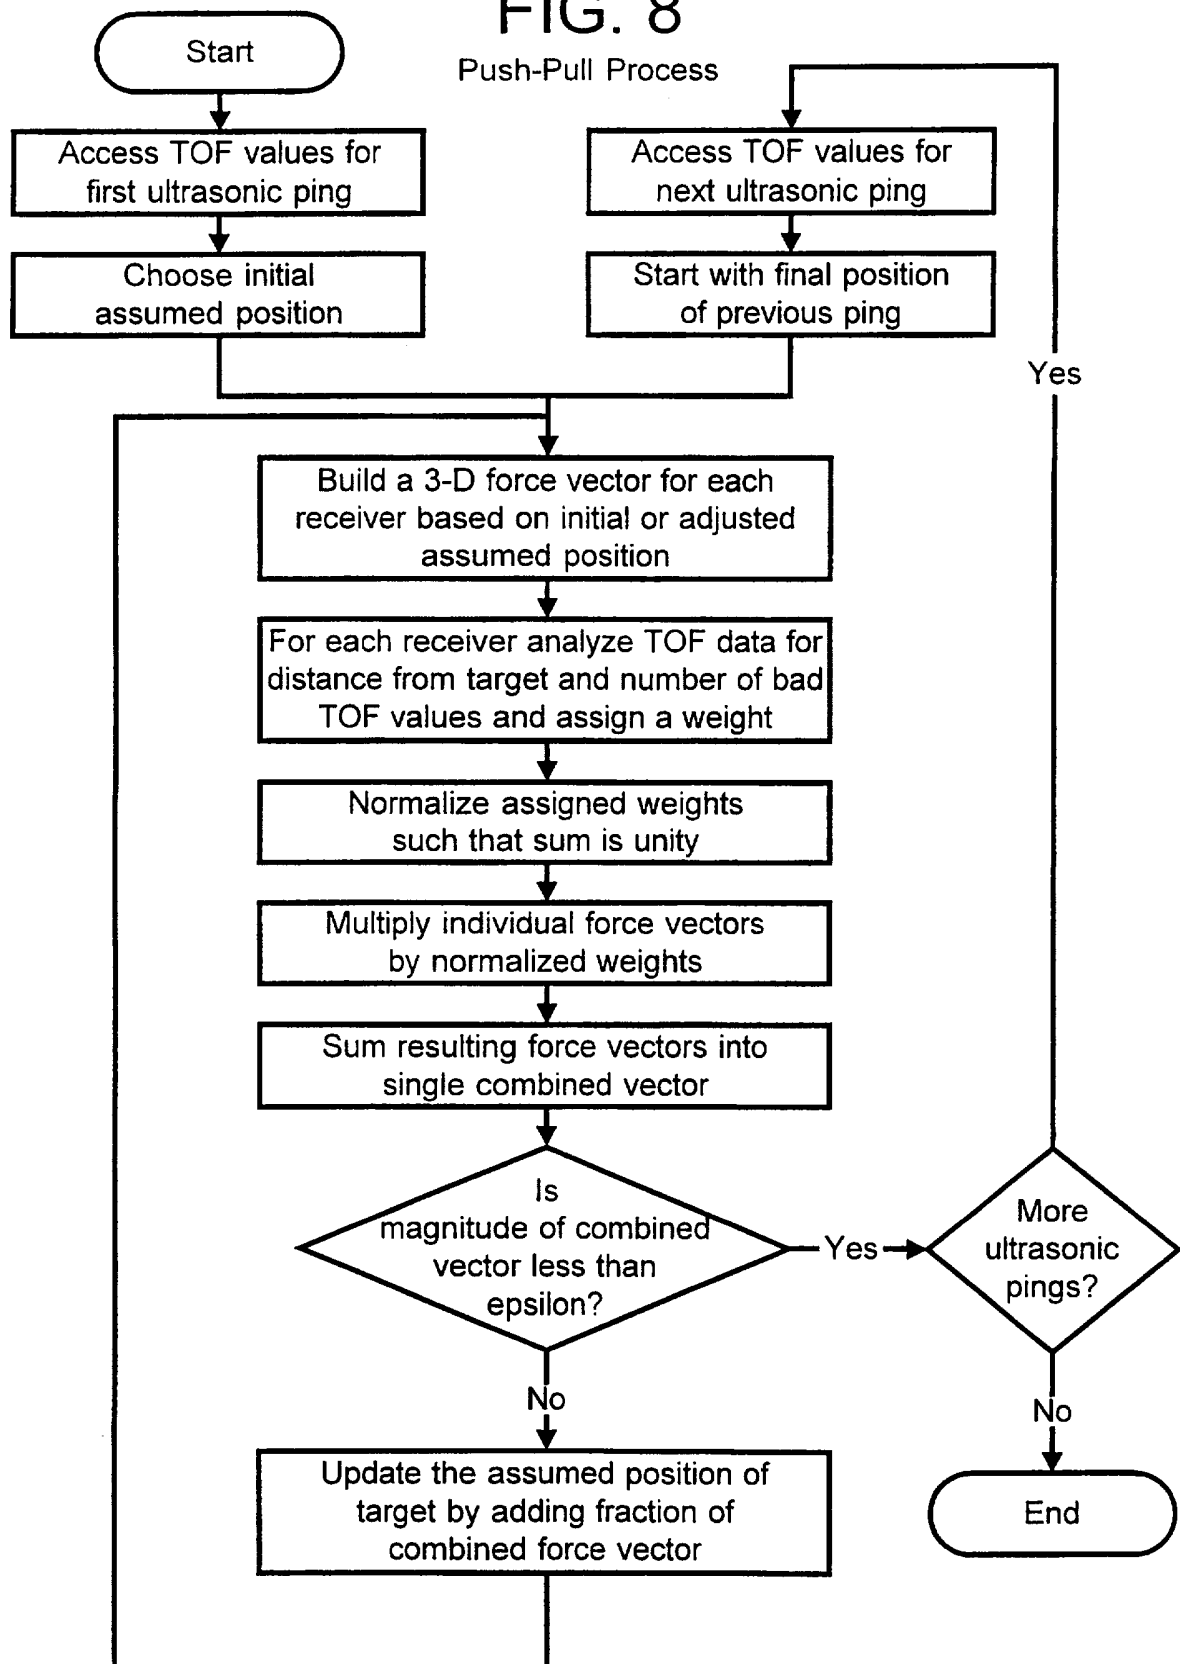 FIG. 8
Push-Pull Process
Start
Access TOF values for
first ultrasonic ping
Choose initial
assumed position
Access TOF values for
next ultrasonic ping
Start with final position
of previous ping
Yes
Build a 3-D force vector for each
receiver based on initial or adjusted
assumed position
For each receiver analyze TOF data for
distance from target and number of bad
TOF values and assign a weight
Normalize assigned weights
such that sum is unity
Multiply individual force vectors
by normalized weights
Sum resulting force vectors into
single combined vector
Is
magnitude of combined
vector less than
epsilon?
Yes
More
ultrasonic
pings?
No
No
Update the assumed position of
target by adding fraction of
combined force vector
End